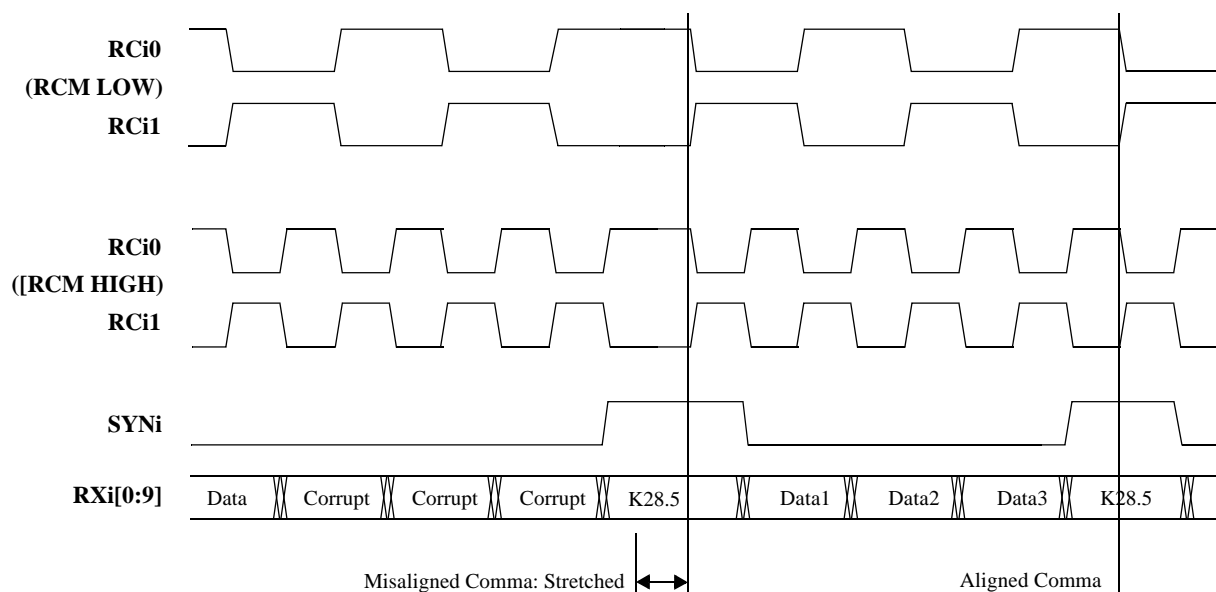 RCi0
(RCM LOW)
RCi1
RCi0
([RCM HIGH)
RCi1
SYNi
RXi[0:9] Data Corrupt Corrupt Corrupt K28.5 Data1 Data2 Data3 K28.5
Misaligned Comma: Stretched Aligned Comma